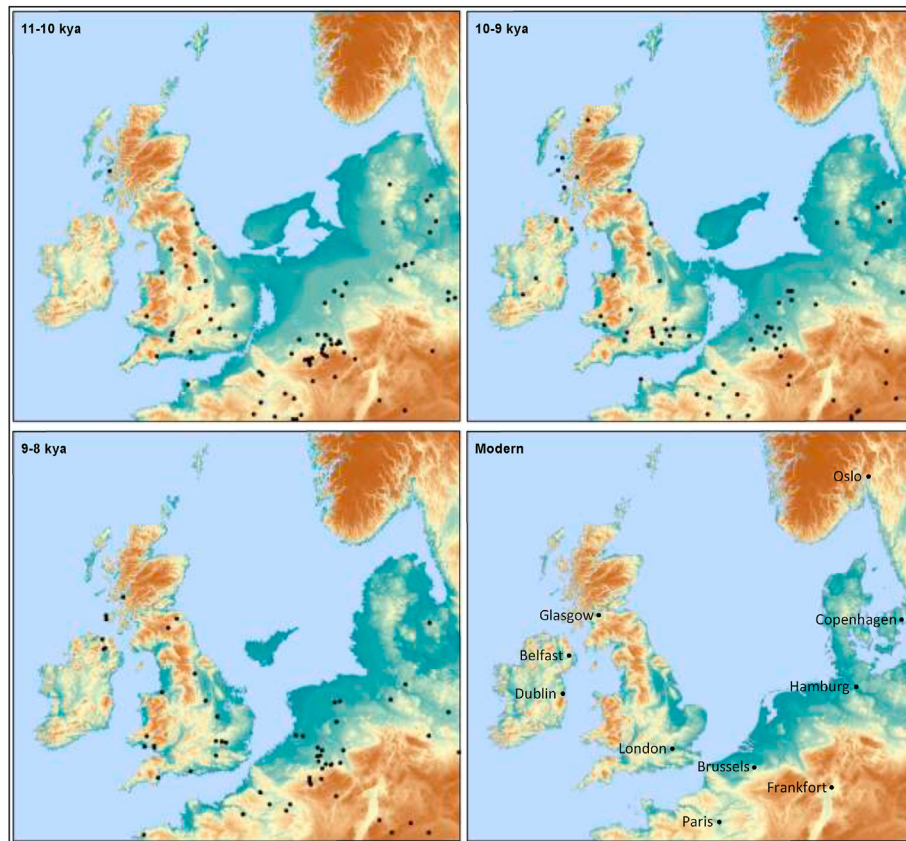 11-10 kya
10-9 kya
9-8 kya
Modern
Oslo
Glasgow
Copenhagen
Belfast
Hamburg
Dublin
London
Brussels
Frankfort
Paris